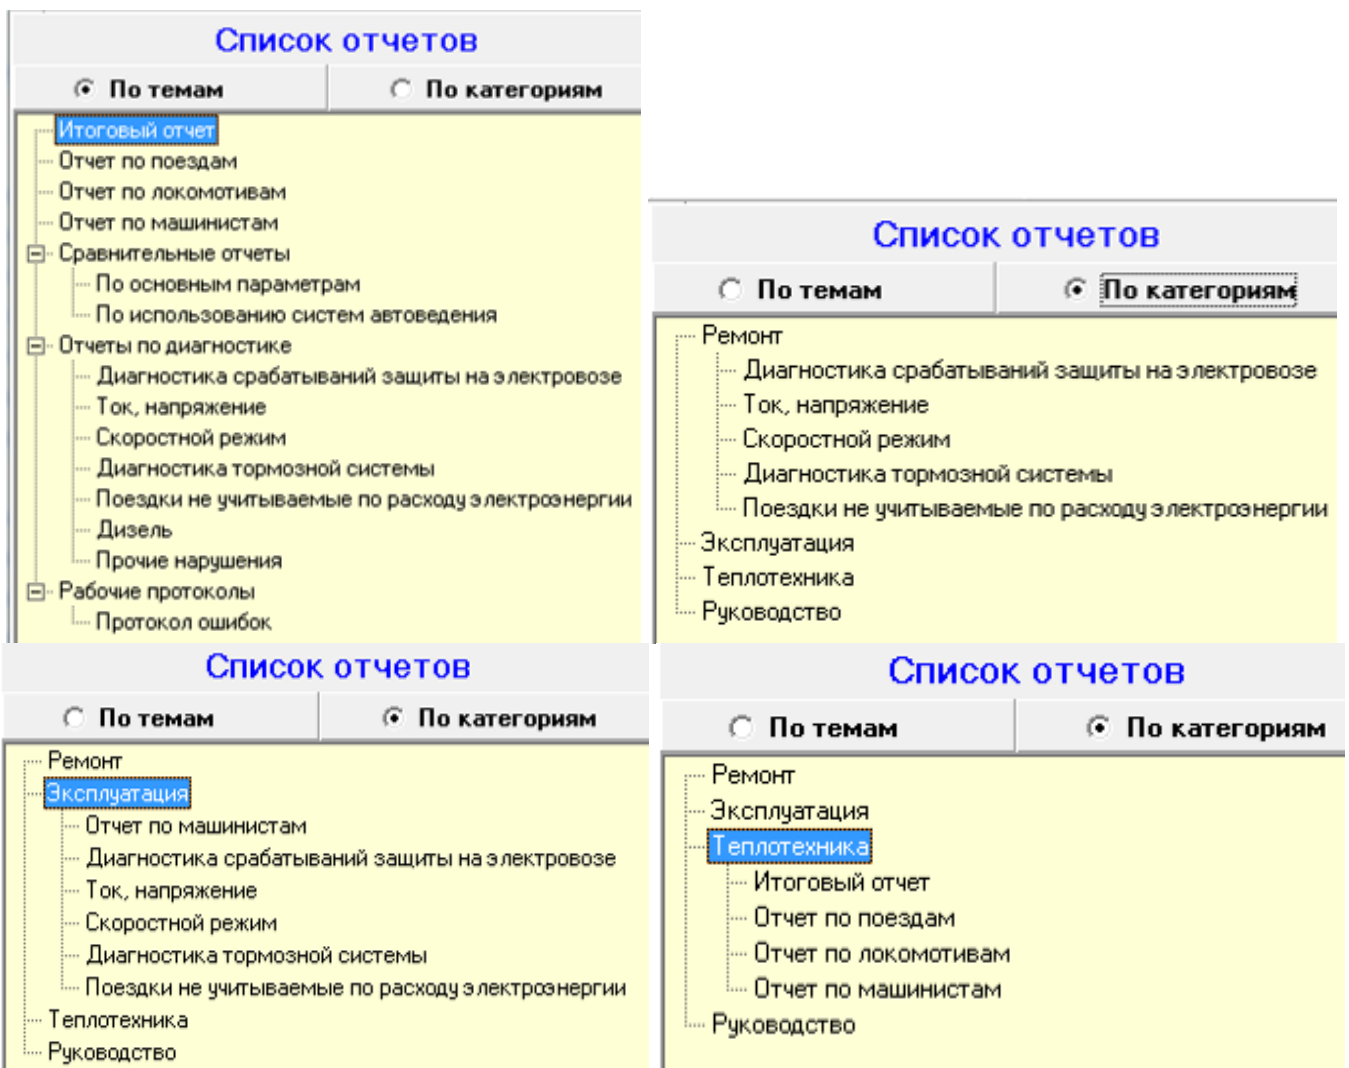 Список отчетов
По темам По категориям
Итоговый отчет
Отчет по поездам
Отчет по локомотивам
Отчет по машинистам
Сравнительные отчеты
По основным параметрам
По использованию систем автоведения
Отчеты по диагностике
Диагностика срабатываний защиты на электровозе
Ток, напряжение
Скоростной режим
Диагностика тормозной системы
Поездки не учитываемые по расходу электроэнергии
Дизель
Прочие нарушения
Рабочие протоколы
Протокол ошибок
Список отчетов
По темам По категориям
Ремонт
Диагностика срабатываний защиты на электровозе
Ток, напряжение
Скоростной режим
Диагностика тормозной системы
Поездки не учитываемые по расходу электроэнергии
Эксплуатация
Теплотехника
Руководство
Список отчетов
По темам По категориям
Ремонт
Эксплуатация
Отчет по машинистам
Диагностика срабатываний защиты на электровозе
Ток, напряжение
Скоростной режим
Диагностика тормозной системы
Поездки не учитываемые по расходу электроэнергии
Теплотехника
Руководство
Список отчетов
По темам По категориям
Ремонт
Эксплуатация
Теплотехника
Итоговый отчет
Отчет по поездам
Отчет по локомотивам
Отчет по машинистам
Руководство